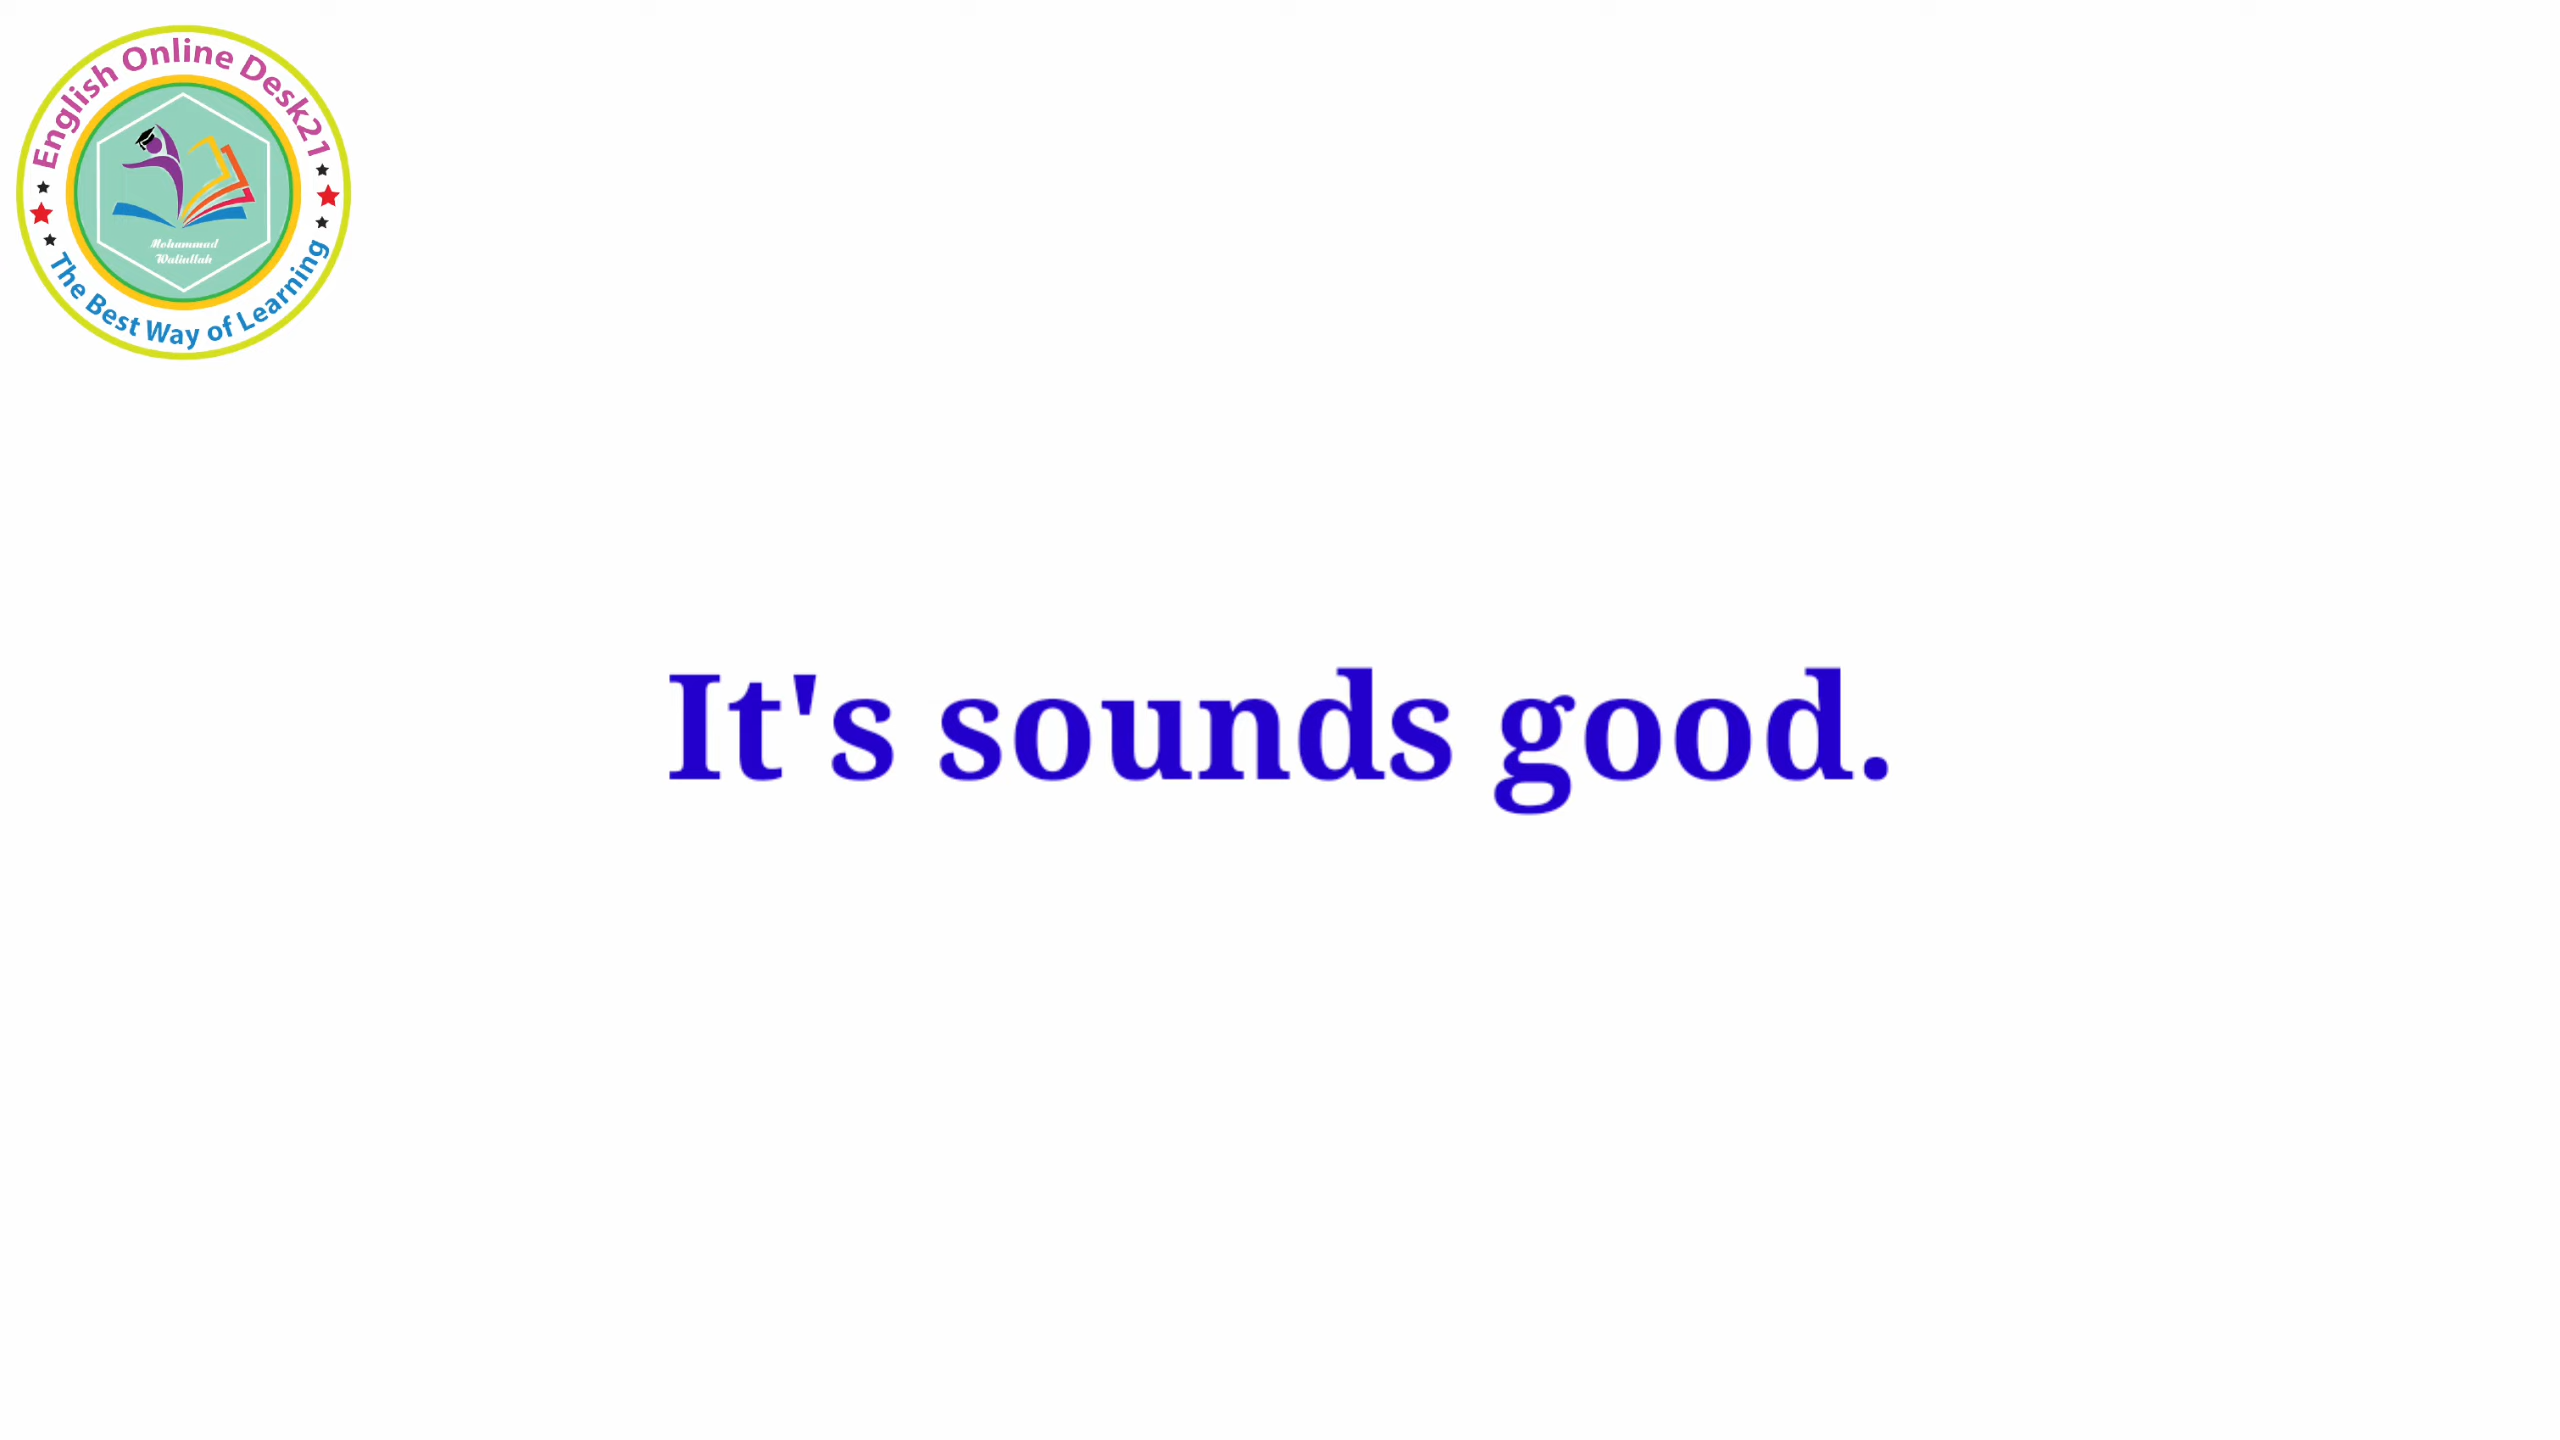 English Online Desk21
Mohammad
Waliullah
The Best Way of Learning
It's sounds good.